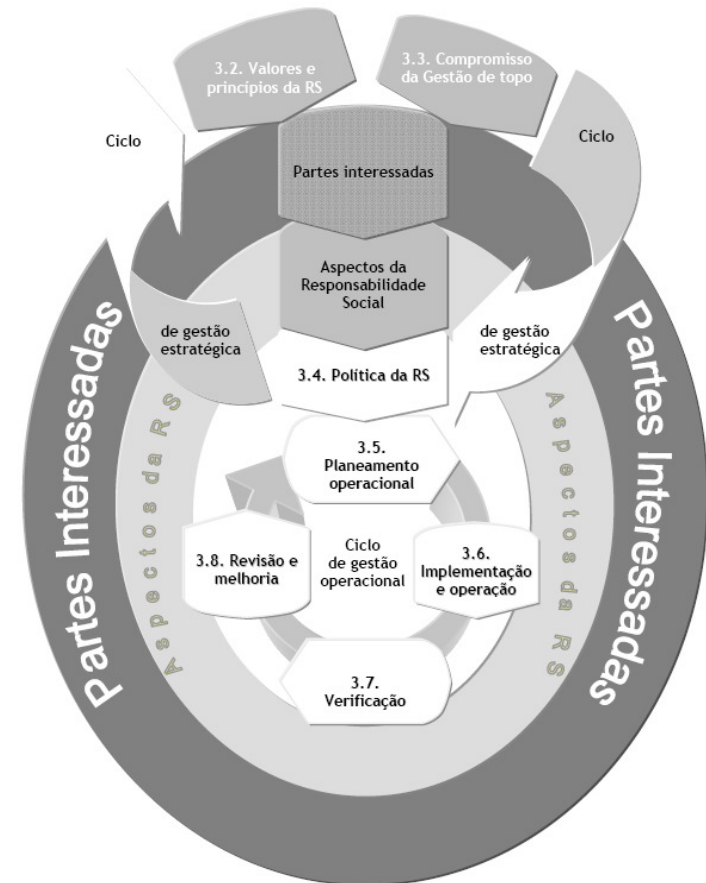 3.2. Valores e
princípios da RS
3.3. Compromisso
da Gestão de topo
Ciclo
Ciclo
Partes interessadas
Aspectos da
Responsabilidade
Social
de gestão
estratégica
de gestão
estratégica
3.4. Política da RS
Partes Interessadas
Partes Interessadas
Aspectos da RS
Aspectos da RS
3.5.
Planeamento
operacional
3.8. Revisão e
melhoria
Ciclo
de gestão
operacional
3.6.
Implementação
e operação
3.7.
Verificação